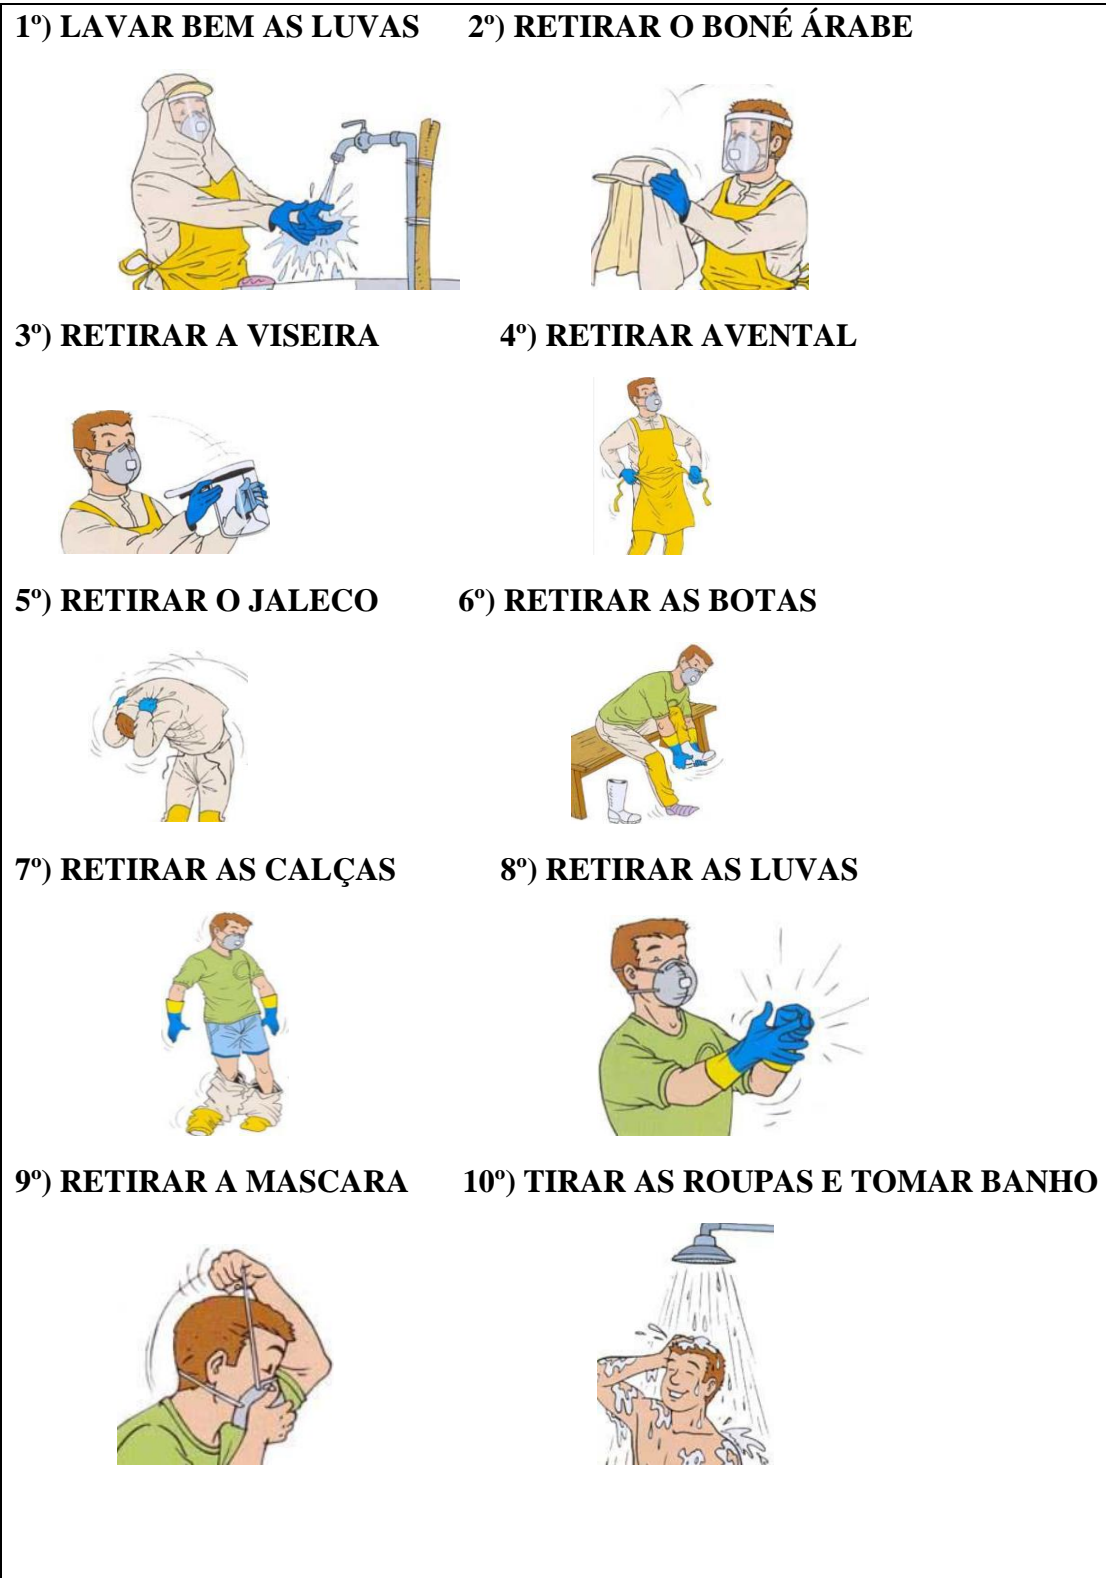 1º) LAVAR BEM AS LUVAS 2º) RETIRAR O BONÉ ÁRABE
3º) RETIRAR A VISEIRA 4º) RETIRAR AVENTAL
5º) RETIRAR O JALECO 6º) RETIRAR AS BOTAS
7º) RETIRAR AS CALÇAS 8º) RETIRAR AS LUVAS
9º) RETIRAR A MASCARA 10º) TIRAR AS ROUPAS E TOMAR BANHO